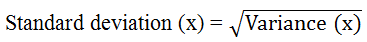 Standard deviation (x) = √Variance (x)